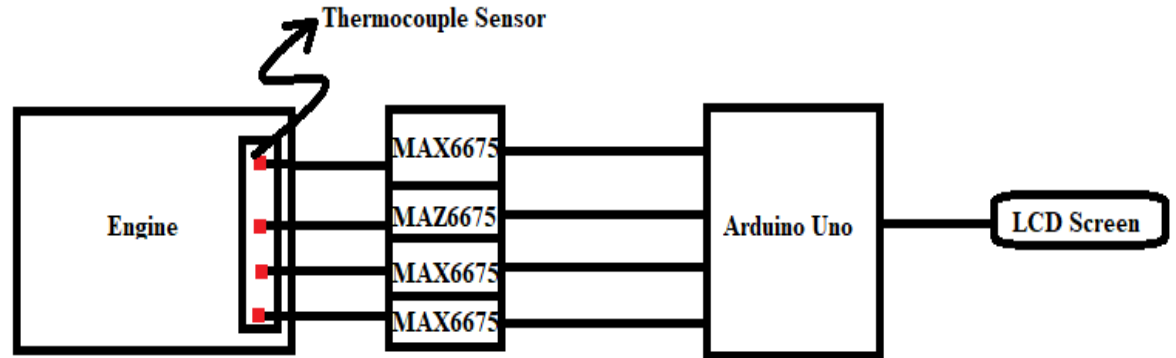 Thermocouple Sensor
MAX6675
MAZ6675
Engine
Arduino Uno
LCD Screen
MAX6675
MAX6675